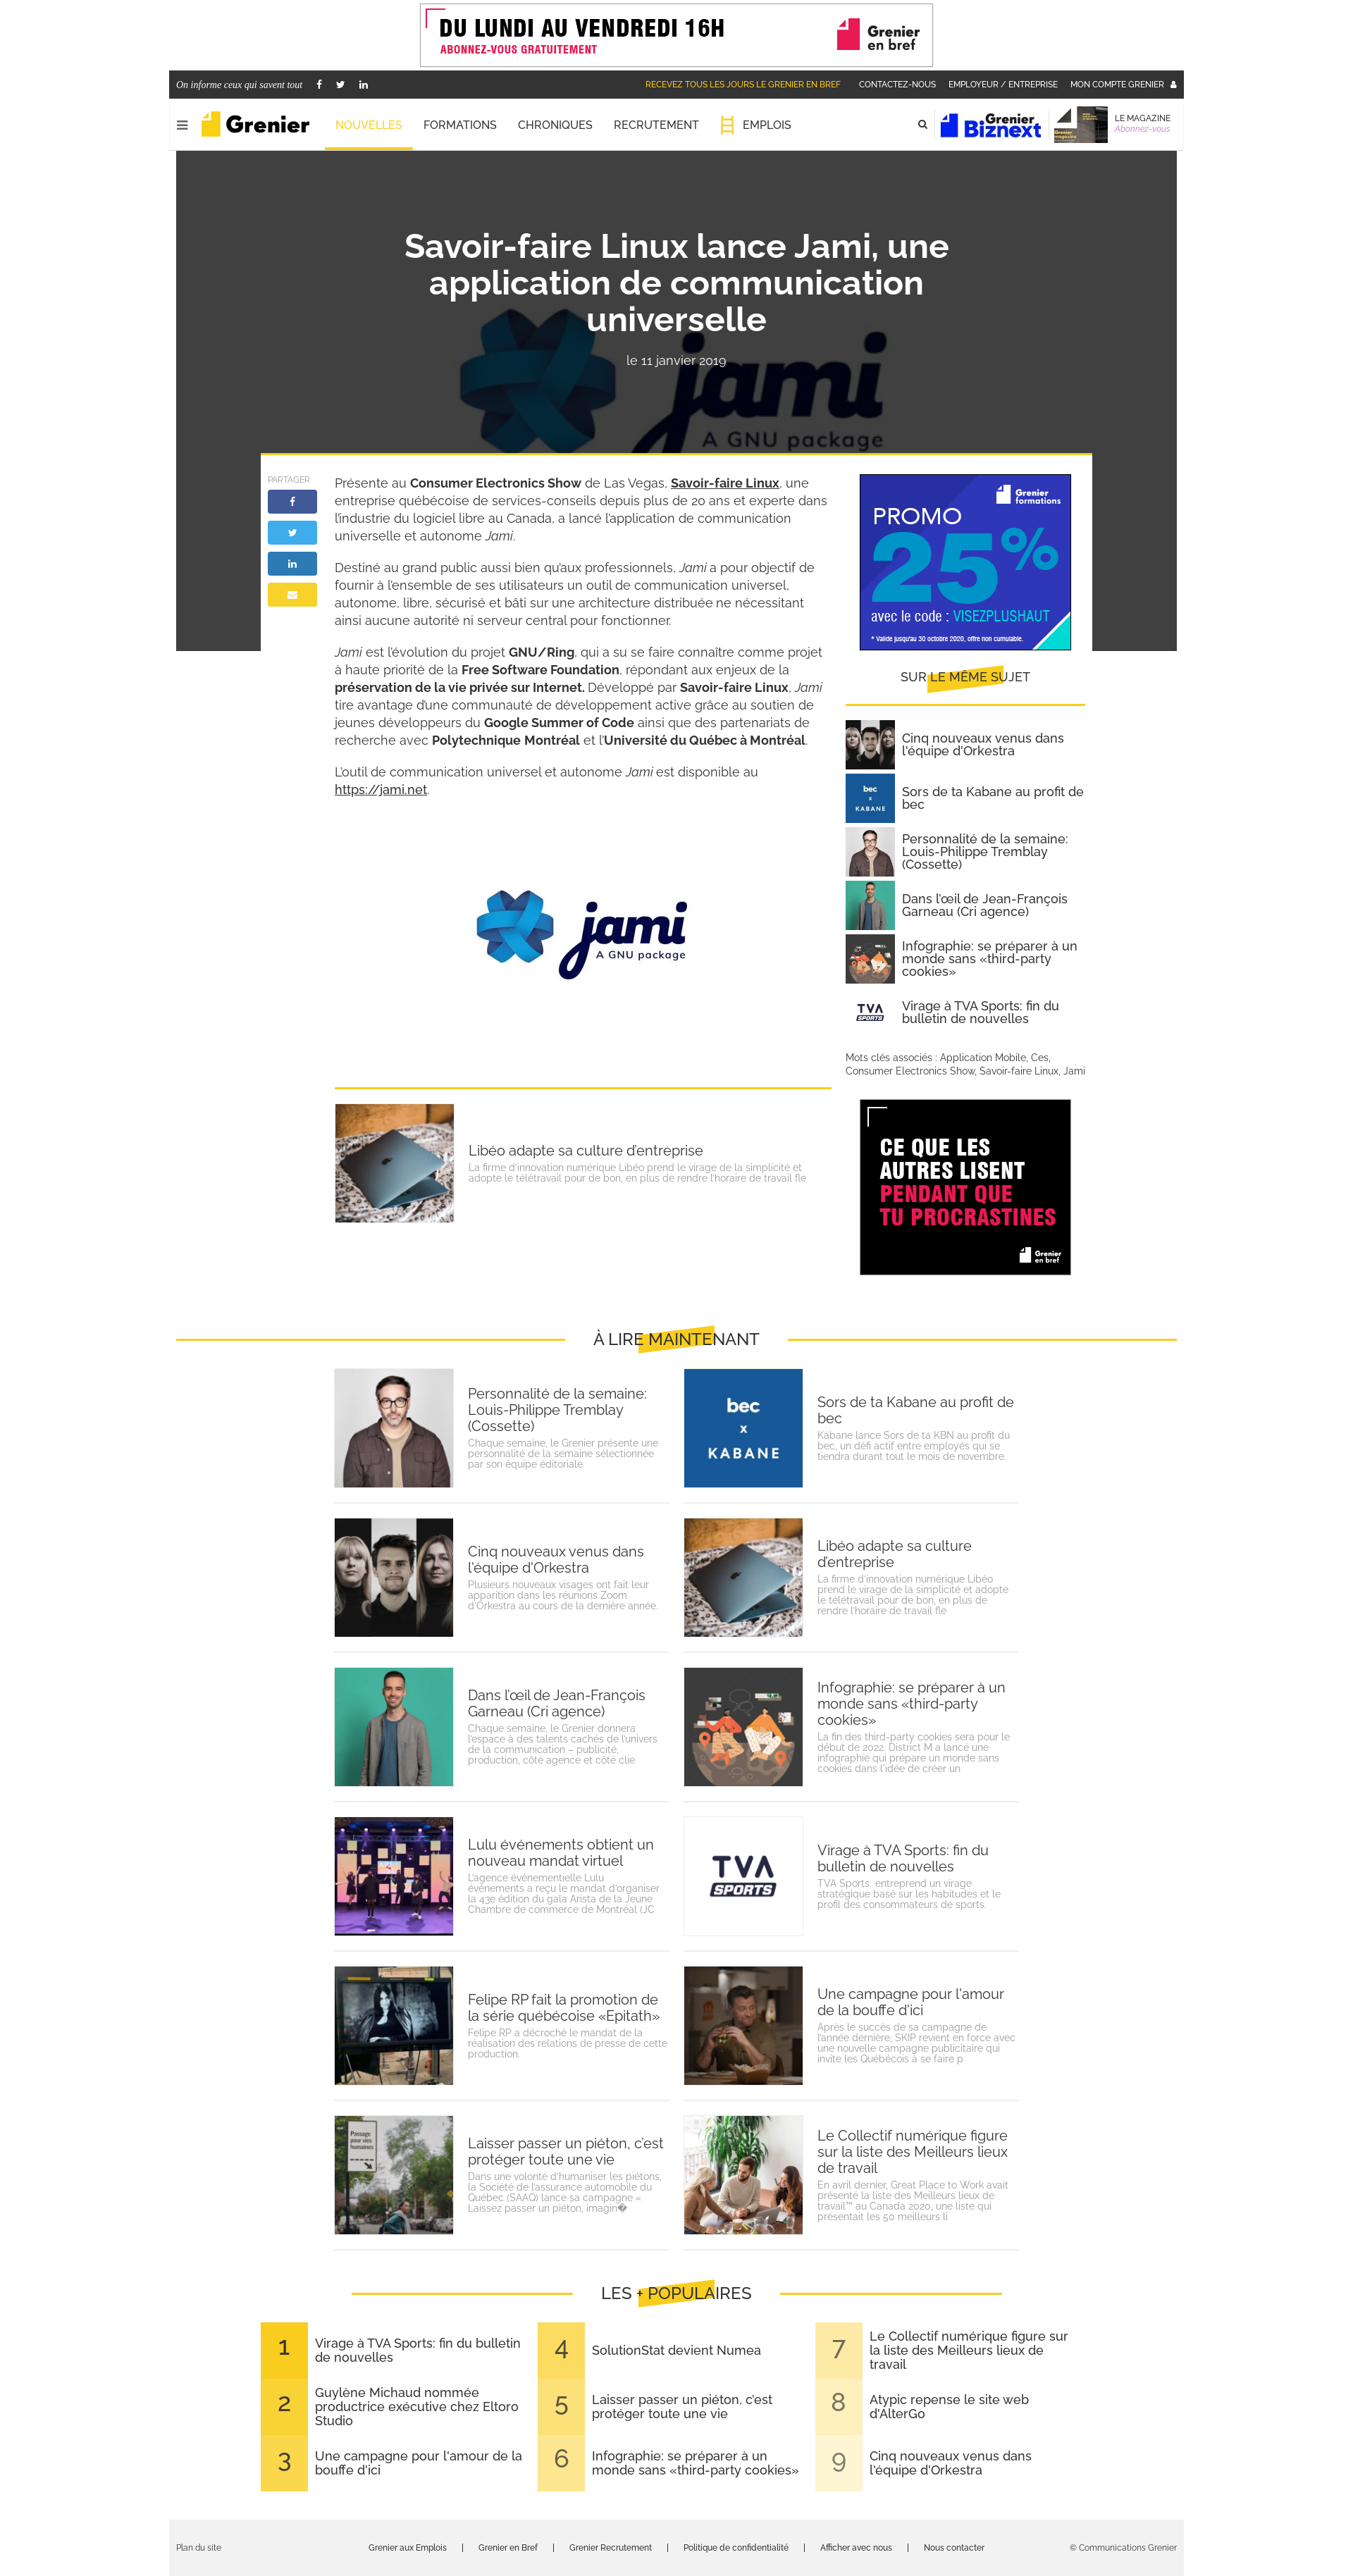 DU LUNDI AU VENDREDI 16H
ABONNEZ-VOUS GRATUITEMENT
Grenier
en bref
On informe ceux qui savent tout
RECEVEZ TOUS LES JOURS LE GRENIER EN BREF
CONTACTEZ-NOUS
EMPLOYEUR / ENTREPRISE
MON COMPTE GRENIER
Grenier
NOUVELLES
FORMATIONS
CHRONIQUES
RECRUTEMENT
EMPLOIS
Grenier
Biznext
LE MAGAZINE
Abonnez-vous
Savoir-faire Linux lance Jami, une
application de communication
universelle
le 11 janvier 2019
jami
A GNU package
PARTAGER
Présente au Consumer Electronics Show de Las Vegas, Savoir-faire Linux, une
entreprise québécoise de services-conseils depuis plus de 20 ans et experte dans
l’industrie du logiciel libre au Canada, a lancé l’application de communication
universelle et autonome Jami.
Destiné au grand public aussi bien qu’aux professionnels, Jami a pour objectif de
fournir à l’ensemble de ses utilisateurs un outil de communication universel,
autonome, libre, sécurisé et bâti sur une architecture distribuée ne nécessitant
ainsi aucune autorité ni serveur central pour fonctionner.
Jami est l’évolution du projet GNU/Ring, qui a su se faire connaître comme projet
à haute priorité de la Free Software Foundation, répondant aux enjeux de la
préservation de la vie privée sur Internet. Développé par Savoir-faire Linux, Jami
tire avantage d’une communauté de développement active grâce au soutien de
jeunes développeurs du Google Summer of Code ainsi que des partenariats de
recherche avec Polytechnique Montréal et l’Université du Québec à Montréal.
L’outil de communication universel et autonome Jami est disponible au
https://jami.net.
jami
A GNU package
Grenier
formations
PROMO
25%
avec le code : VISEZPLUSHAUT
* Valide jusqu'au 30 octobre 2020, offre non cumulable.
SUR LE MÊME SUJET
Cinq nouveaux venus dans
l'équipe d'Orkestra
bec
x
KABANE
Sors de ta Kabane au profit de
bec
Personnalité de la semaine:
Louis-Philippe Tremblay
(Cossette)
Dans l’œil de Jean-François
Garneau (Cri agence)
Infographie: se préparer à un
monde sans «third-party
cookies»
TVA
SPORTS
Virage à TVA Sports: fin du
bulletin de nouvelles
Mots clés associés : Application Mobile, Ces,
Consumer Electronics Show, Savoir-faire Linux, Jami
Libéo adapte sa culture d’entreprise
La firme d’innovation numérique Libéo prend le virage de la simplicité et
adopte le télétravail pour de bon, en plus de rendre l’horaire de travail fle
CE QUE LES
AUTRES LISENT
PENDANT QUE
TU PROCRASTINES
Grenier
en bref
À LIRE MAINTENANT
Personnalité de la semaine:
Louis-Philippe Tremblay
(Cossette)
Chaque semaine, le Grenier présente une
personnalité de la semaine sélectionnée
par son équipe éditoriale.
bec
x
KABANE
Sors de ta Kabane au profit de
bec
Kabane lance Sors de ta KBN au profit du
bec, un défi actif entre employés qui se
tiendra durant tout le mois de novembre.
Cinq nouveaux venus dans
l'équipe d'Orkestra
Plusieurs nouveaux visages ont fait leur
apparition dans les réunions Zoom
d'Orkestra au cours de la dernière année.
Libéo adapte sa culture
d’entreprise
La firme d’innovation numérique Libéo
prend le virage de la simplicité et adopte
le télétravail pour de bon, en plus de
rendre l’horaire de travail fle
Dans l’œil de Jean-François
Garneau (Cri agence)
Chaque semaine, le Grenier donnera
l’espace à des talents cachés de l’univers
de la communication – publicité,
production, côté agence et côté clie
Infographie: se préparer à un
monde sans «third-party
cookies»
La fin des third-party cookies sera pour le
début de 2022. District M a lancé une
infographie qui prépare un monde sans
cookies dans l'idée de créer un
Lulu événements obtient un
nouveau mandat virtuel
L’agence événementielle Lulu
événements a reçu le mandat d’organiser
la 43e édition du gala Arista de la Jeune
Chambre de commerce de Montréal (JC
TVA
SPORTS
Virage à TVA Sports: fin du
bulletin de nouvelles
TVA Sports entreprend un virage
stratégique basé sur les habitudes et le
profil des consommateurs de sports.
Felipe RP fait la promotion de
la série québécoise «Epitath»
Felipe RP a décroché le mandat de la
réalisation des relations de presse de cette
production.
Une campagne pour l'amour de
la bouffe d'ici
Après le succès de sa campagne de
l’année dernière, SKIP revient en force avec
une nouvelle campagne publicitaire qui
invite les Québécois à se faire p
Passage
pour vies
humaines
Laisser passer un piéton, c’est
protéger toute une vie
Dans une volonté d'humaniser les piétons,
la Société de l’assurance automobile du
Québec (SAAQ) lance sa campagne «
Laissez passer un piéton, imagin�
Le Collectif numérique figure
sur la liste des Meilleurs lieux
de travail
En avril dernier, Great Place to Work avait
présenté la liste des Meilleurs lieux de
travail™ au Canada 2020, une liste qui
présentait les 50 meilleurs li
LES + POPULAIRES
1
Virage à TVA Sports: fin du bulletin
de nouvelles
2
Guylène Michaud nommée
productrice exécutive chez Eltoro
Studio
3
Une campagne pour l'amour de la
bouffe d'ici
4
SolutionStat devient Numea
5
Laisser passer un piéton, c’est
protéger toute une vie
6
Infographie: se préparer à un
monde sans «third-party cookies»
7
Le Collectif numérique figure sur
la liste des Meilleurs lieux de
travail
8
Atypic repense le site web
d'AlterGo
9
Cinq nouveaux venus dans
l'équipe d'Orkestra
Plan du site
Grenier aux Emplois | Grenier en Bref | Grenier Recrutement | Politique de confidentialité | Afficher avec nous | Nous contacter
© Communications Grenier